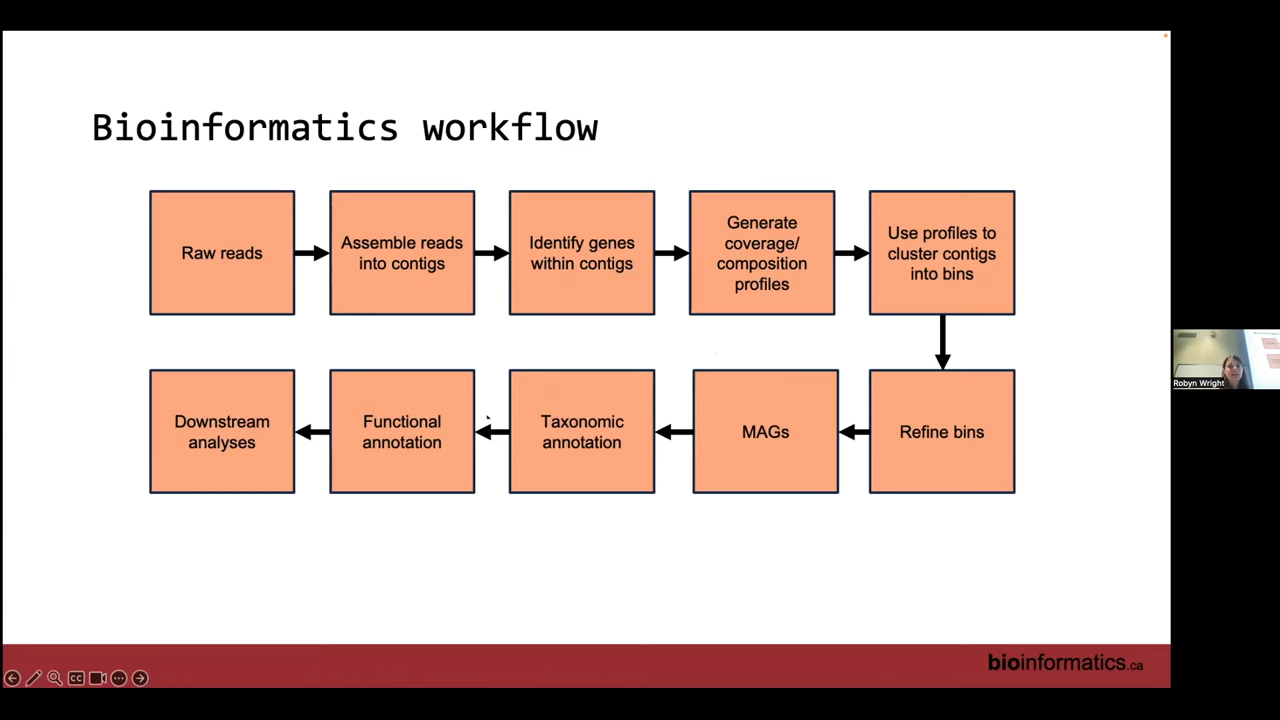 Bioinformatics workflow
Raw reads
Assemble reads
into contigs
Identify genes
within contigs
Generate
coverage/
composition
profiles
Use profiles to
cluster contigs
into bins
Downstream
analyses
Functional
annotation
Taxonomic
annotation
MAGs
Refine bins
Robyn Wright
bioinformatics.ca
CC